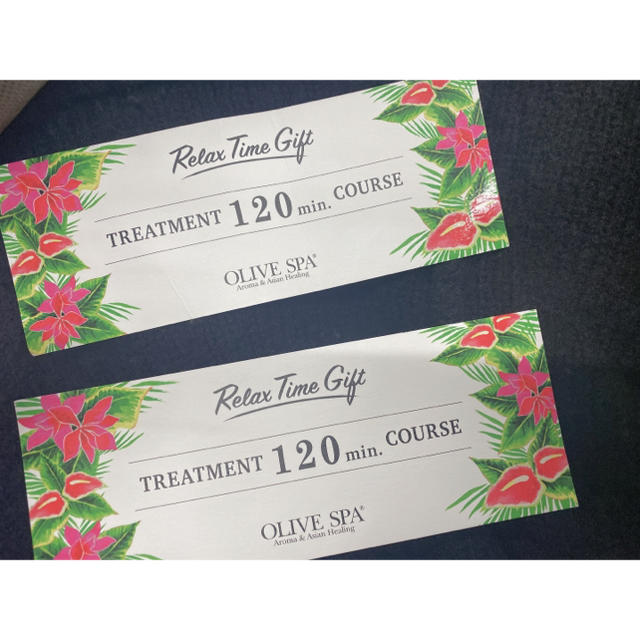 Relax Time Gift
TREATMENT 120 min. COURSE
OLIVE SPA®
Aroma & Asian Healing
Relax Time Gift
TREATMENT 120 min. COURSE
OLIVE SPA®
Aroma & Asian Healing